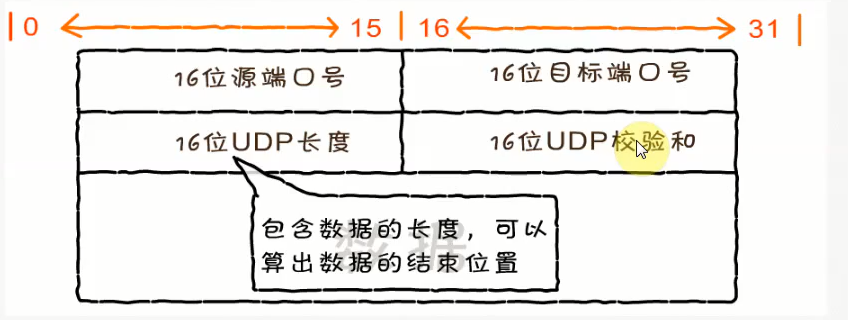 0 15 16 31
16位源端口号 16位目标端口号
16位UDP长度 16位UDP校验和
包含数据的长度，可以
算出数据的结束位置
数据